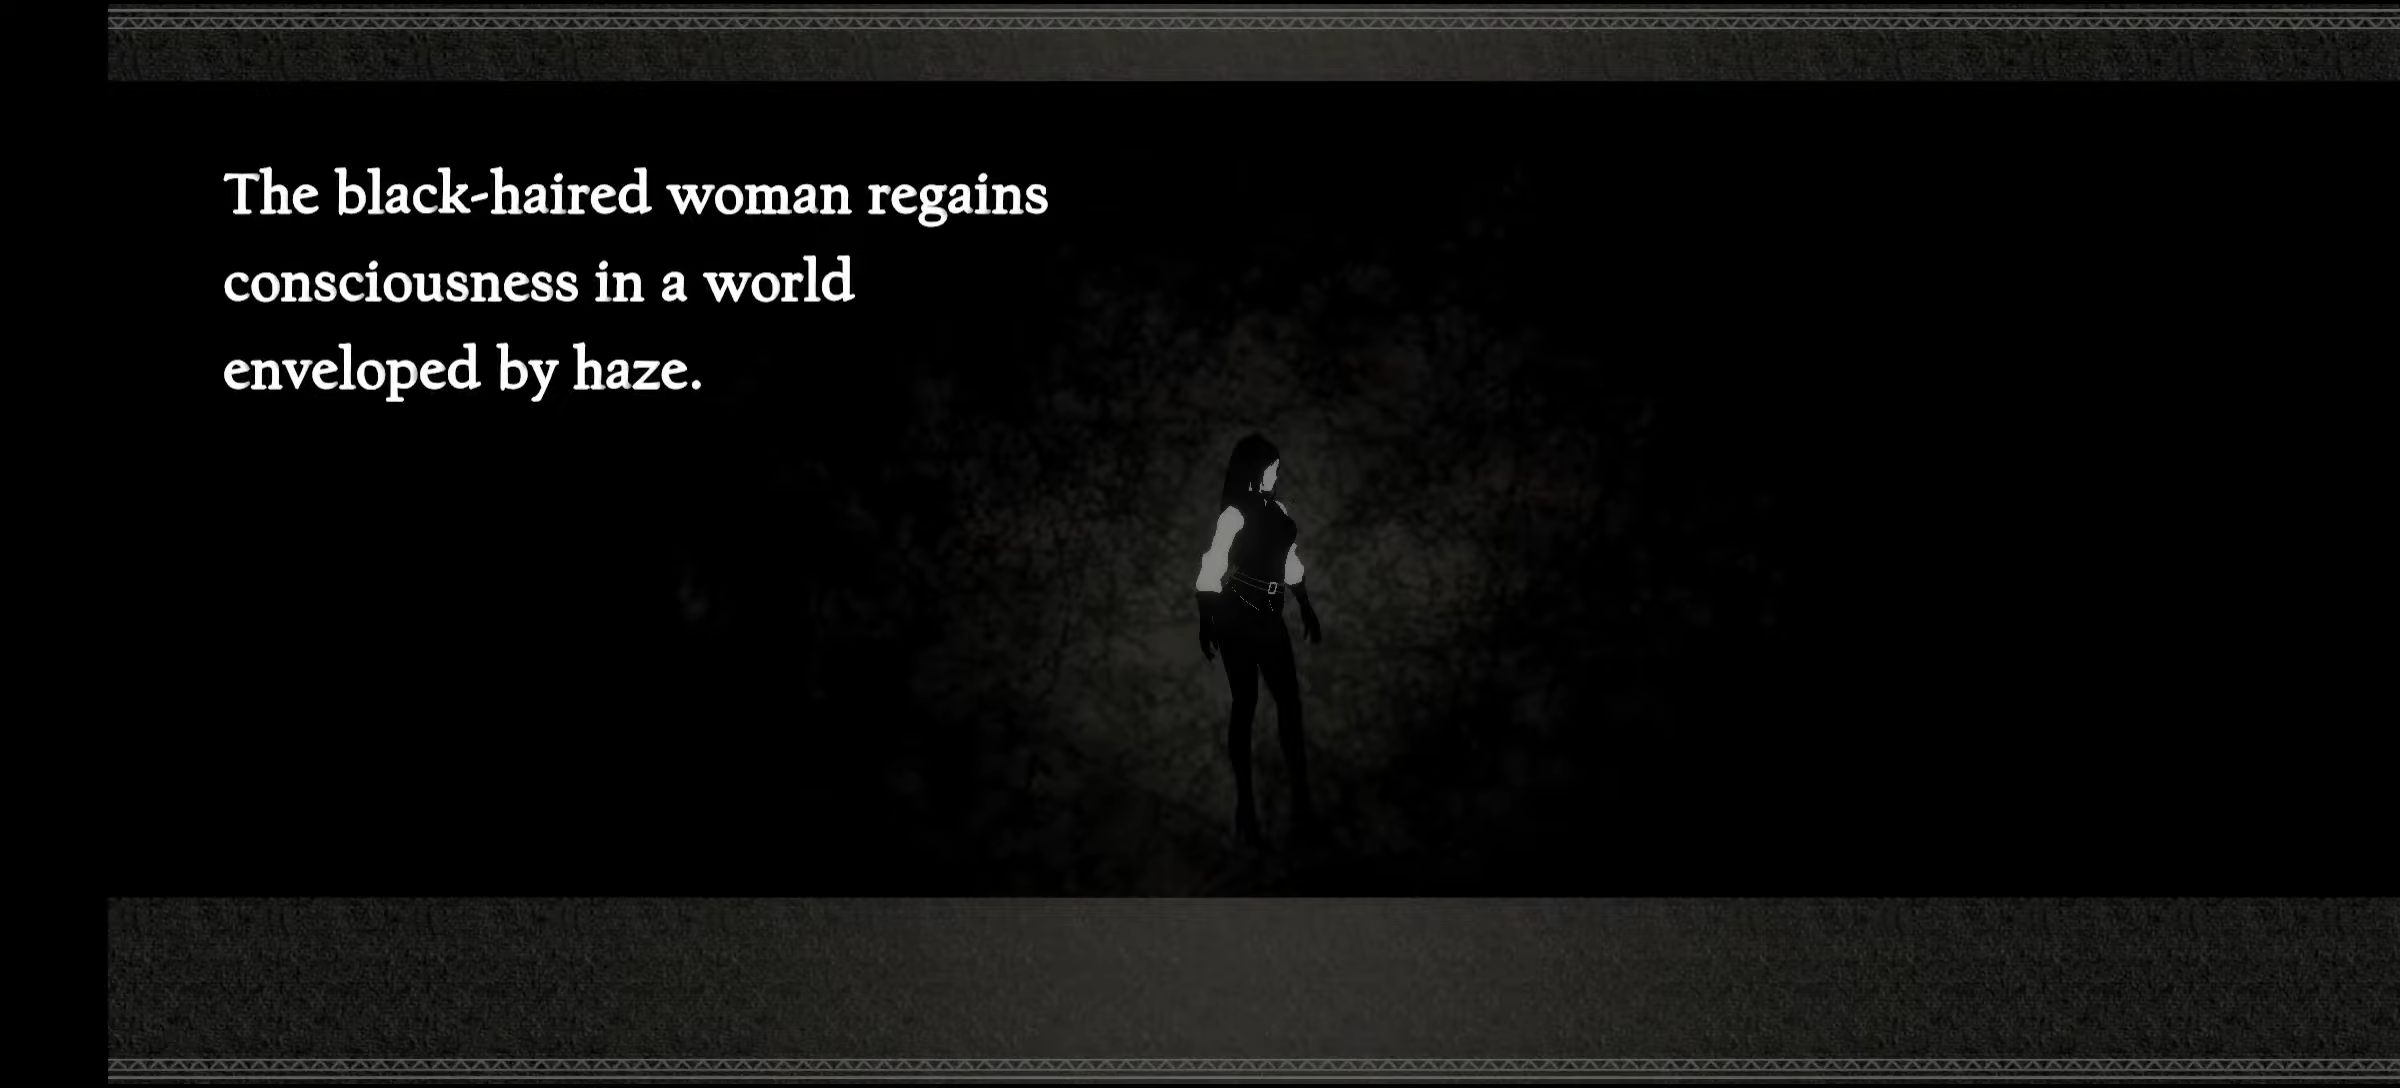 The black-haired woman regains
consciousness in a world
enveloped by haze.